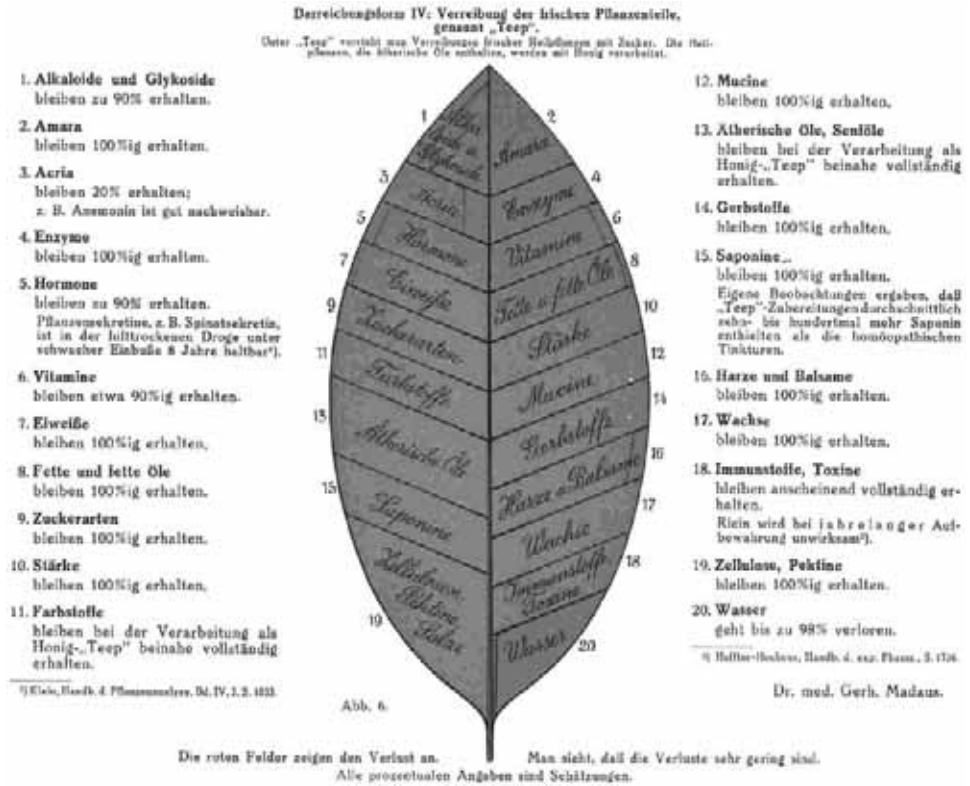 Darreichungsform IV: Verreibung der frischen Pflanzenteile,
genannt „Teep“.
Unter „Teep“ versteht man Verreibungen frischer Heilpflanzen mit Zucker. Die Heil-
pflanzen, die ätherische Öle enthalten, werden mit Honig verarbeitet.
1. Alkaloide und Glykoside
bleiben zu 90% erhalten.
2. Amara
bleiben 100%ig erhalten.
3. Acria
bleiben 20% erhalten;
z. B. Anemonin ist gut nachweisbar.
4. Enzyme
bleiben 100%ig erhalten.
5. Hormone
bleiben zu 90% erhalten.
Pflanzensekretine, z. B. Spinatsekretin,
ist in der lufttrockenen Droge unter
schwacher Einbuße 8 Jahre haltbar¹).
6. Vitamine
bleiben etwa 90%ig erhalten.
7. Eiweiße
bleiben 100%ig erhalten.
8. Fette und fette Öle
bleiben 100%ig erhalten.
9. Zuckerarten
bleiben 100%ig erhalten.
10. Stärke
bleiben 100%ig erhalten.
11. Farbstoffe
bleiben bei der Verarbeitung als
Honig-„Teep“ beinahe vollständig
erhalten.
¹) Klein, Handb. d. Pflanzenanalyse, Bd. IV, 
1
2
3
4
5
6
7
8
9
10
11
12
13
14
15
16
17
18
19
20
Amara
Enzyme
Hormone
Vitamine
Eiweiße
Fette u. fette Öle
Zuckerarten
Stärke
Farbstoffe
Mucine
Ätherische Öle
Gerbstoffe
Harze u. Balsame
Saponine
Wachse
Immunstoffe,
Toxine
Zellulosen,
Pektine
Salze
Wasser
Abb. 6.
12. Mucine
bleiben 100%ig erhalten.
13. Ätherische Öle, Senföle
bleiben bei der Verarbeitung als
Honig-„Teep“ beinahe vollständig
erhalten.
14. Gerbstoffe
bleiben 100%ig erhalten.
15. Saponine
bleiben 100%ig erhalten.
Eigene Beobachtungen ergaben, daß
„Teep“-Zubereitungen durchschnittlich
zehn- bis hundertmal mehr Saponin
enthielten als die homöopathischen
Tinkturen.
16. Harze und Balsame
bleiben 100%ig erhalten.
17. Wachse
bleiben 100%ig erhalten.
18. Immunstoffe, Toxine
bleiben anscheinend vollständig er-
halten.
wird bei jahrelanger Auf-
bewahrung unwirksam²).
19. Zellulose, Pektine
bleiben 100%ig erhalten.
20. Wasser
geht bis zu 98% verloren.
Handb. d. exp. Pharm., S.
Dr. med. Gerh. Madaus.
Die roten Felder zeigen den Verlust an. Man sieht, daß die Verluste sehr gering sind.
Alle prozentualen Angaben sind Schätzungen.